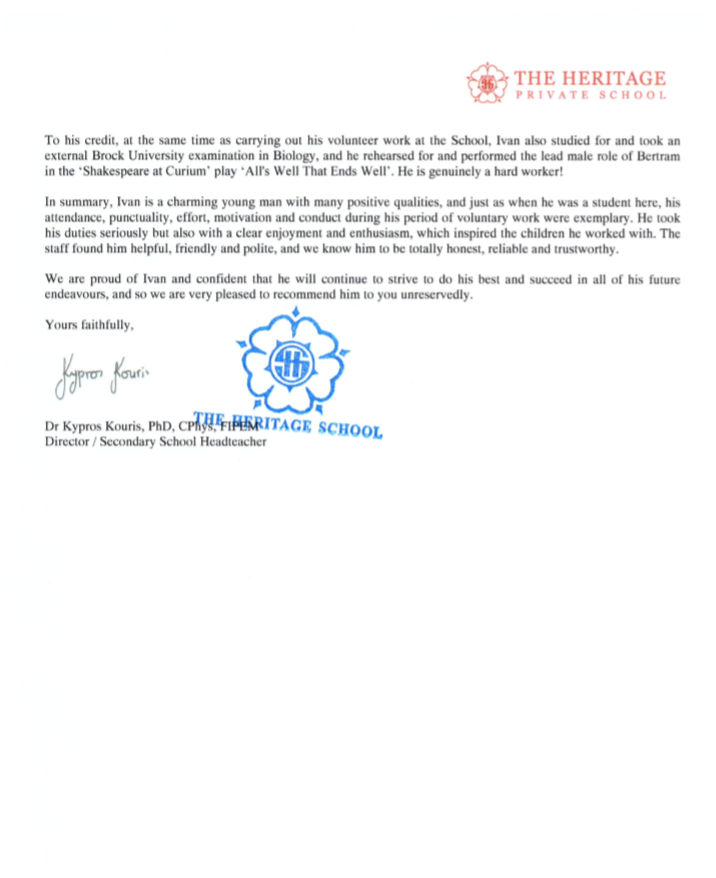 THE HERITAGE
PRIVATE SCHOOL
To his credit, at the same time as carrying out his volunteer work at the School, Ivan also studied for and took an
external Brock University examination in Biology, and he rehearsed for and performed the lead male role of Bertram
in the ‘Shakespeare at Curium’ play ‘All's Well That Ends Well’. He is genuinely a hard worker!
In summary, Ivan is a charming young man with many positive qualities, and just as when he was a student here, his
attendance, punctuality, effort, motivation and conduct during his period of voluntary work were exemplary. He took
his duties seriously but also with a clear enjoyment and enthusiasm, which inspired the children he worked with. The
staff found him helpful, friendly and polite, and we know him to be totally honest, reliable and trustworthy.
We are proud of Ivan and confident that he will continue to strive to do his best and succeed in all of his future
endeavours, and so we are very pleased to recommend him to you unreservedly.
Yours faithfully,
Kypros Kouris
THE HERITAGE SCHOOL
Dr Kypros Kouris, PhD, CPhys, FIPEM
Director / Secondary School Headteacher